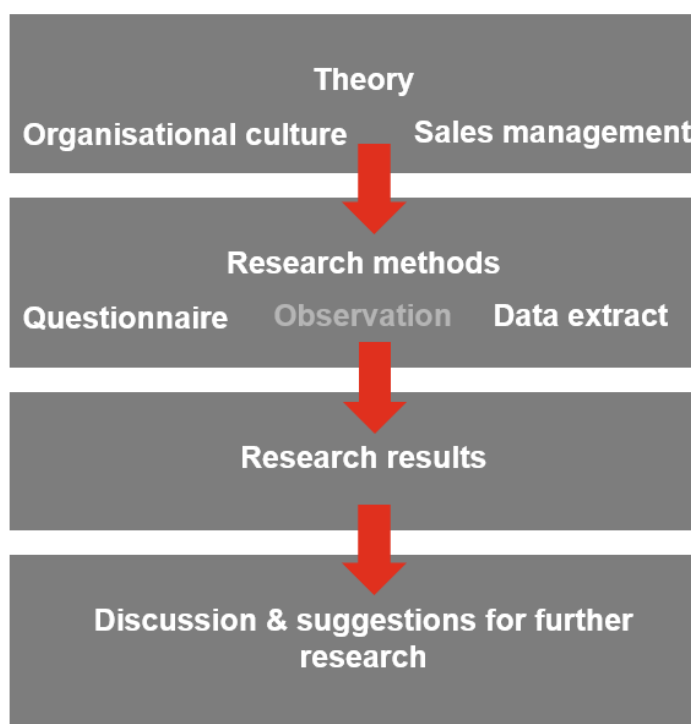 Theory
Organisational culture Sales management
Research methods
Questionnaire Observation Data extract
Research results
Discussion & suggestions for further
research